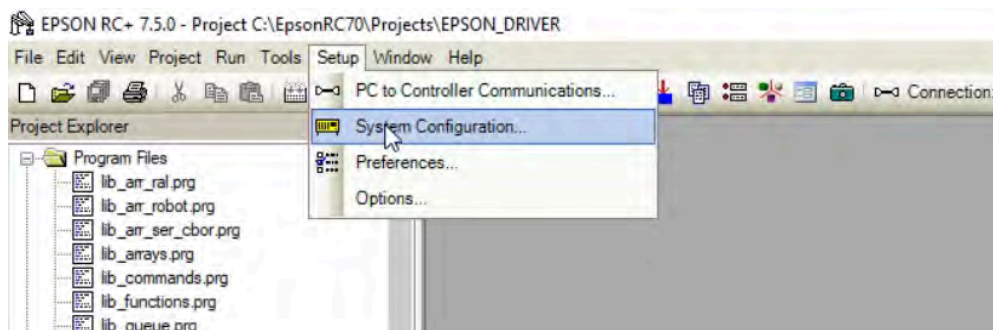 EPSON RC+ 7.5.0 - Project C:\EpsonRC70\Projects\EPSON_DRIVER
File Edit View Project Run Tools Setup Window Help
PC to Controller Communications... Connection:
Project Explorer System Configuration...
Program Files Preferences...
lib_arr_ral.prg
lib_arr_robot.prg Options...
lib_arr_ser_cbor.prg
lib_arrays.prg
lib_commands.prg
lib_functions.prg
lib_queue.prg